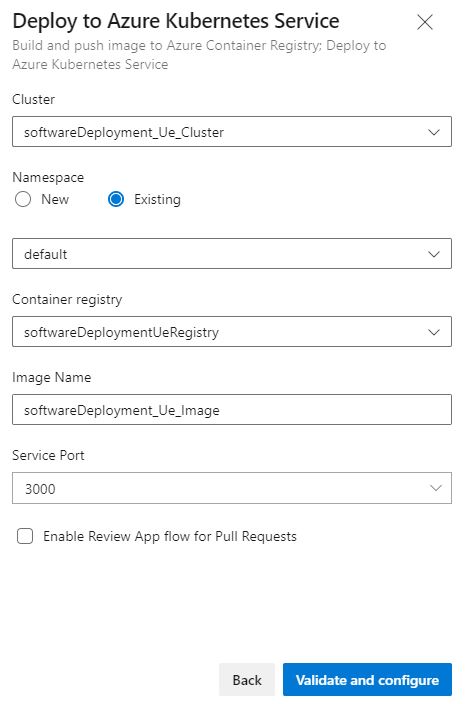 Deploy to Azure Kubernetes Service
Build and push image to Azure Container Registry; Deploy to
Azure Kubernetes Service
Cluster
softwareDeployment_Ue_Cluster
Namespace
New Existing
default
Container registry
softwareDeploymentUeRegistry
Image Name
softwareDeployment_Ue_Image
Service Port
3000
Enable Review App flow for Pull Requests
Back Validate and configure